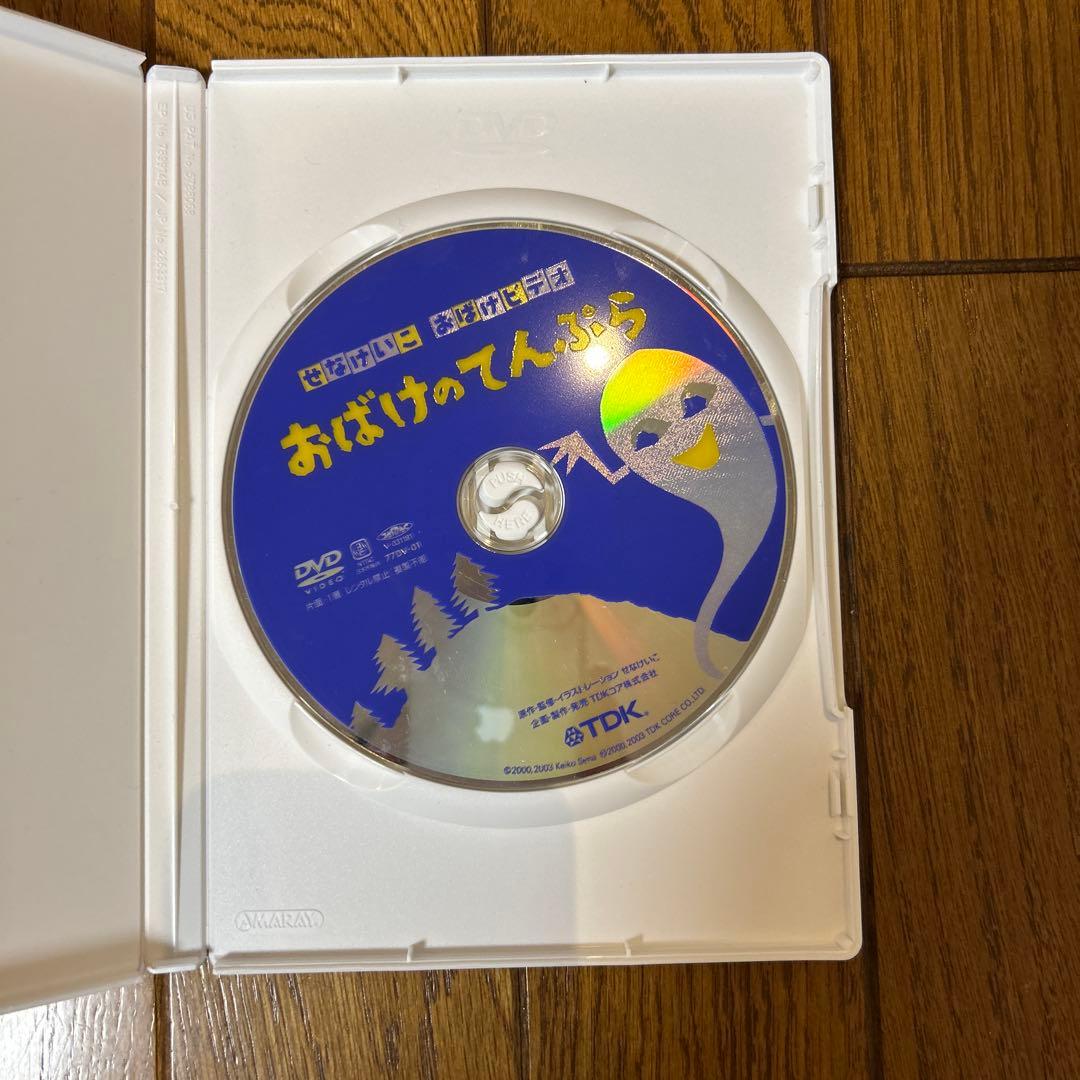 DVD
せなけいこ おばけビデオ
おばけのてんぷら
PUSH
HERE
DVD
VIDEO
77DV-011
片面・1層 レンタル禁止 複製不能
原作・監修・イラストレーション せなけいこ
企画・製作・発売 TDKコア株式会社
TDK®
©2000,2003 Keiko Sena ℗2000,2003 TDK CORE CO.,LTD.
AMARAY®